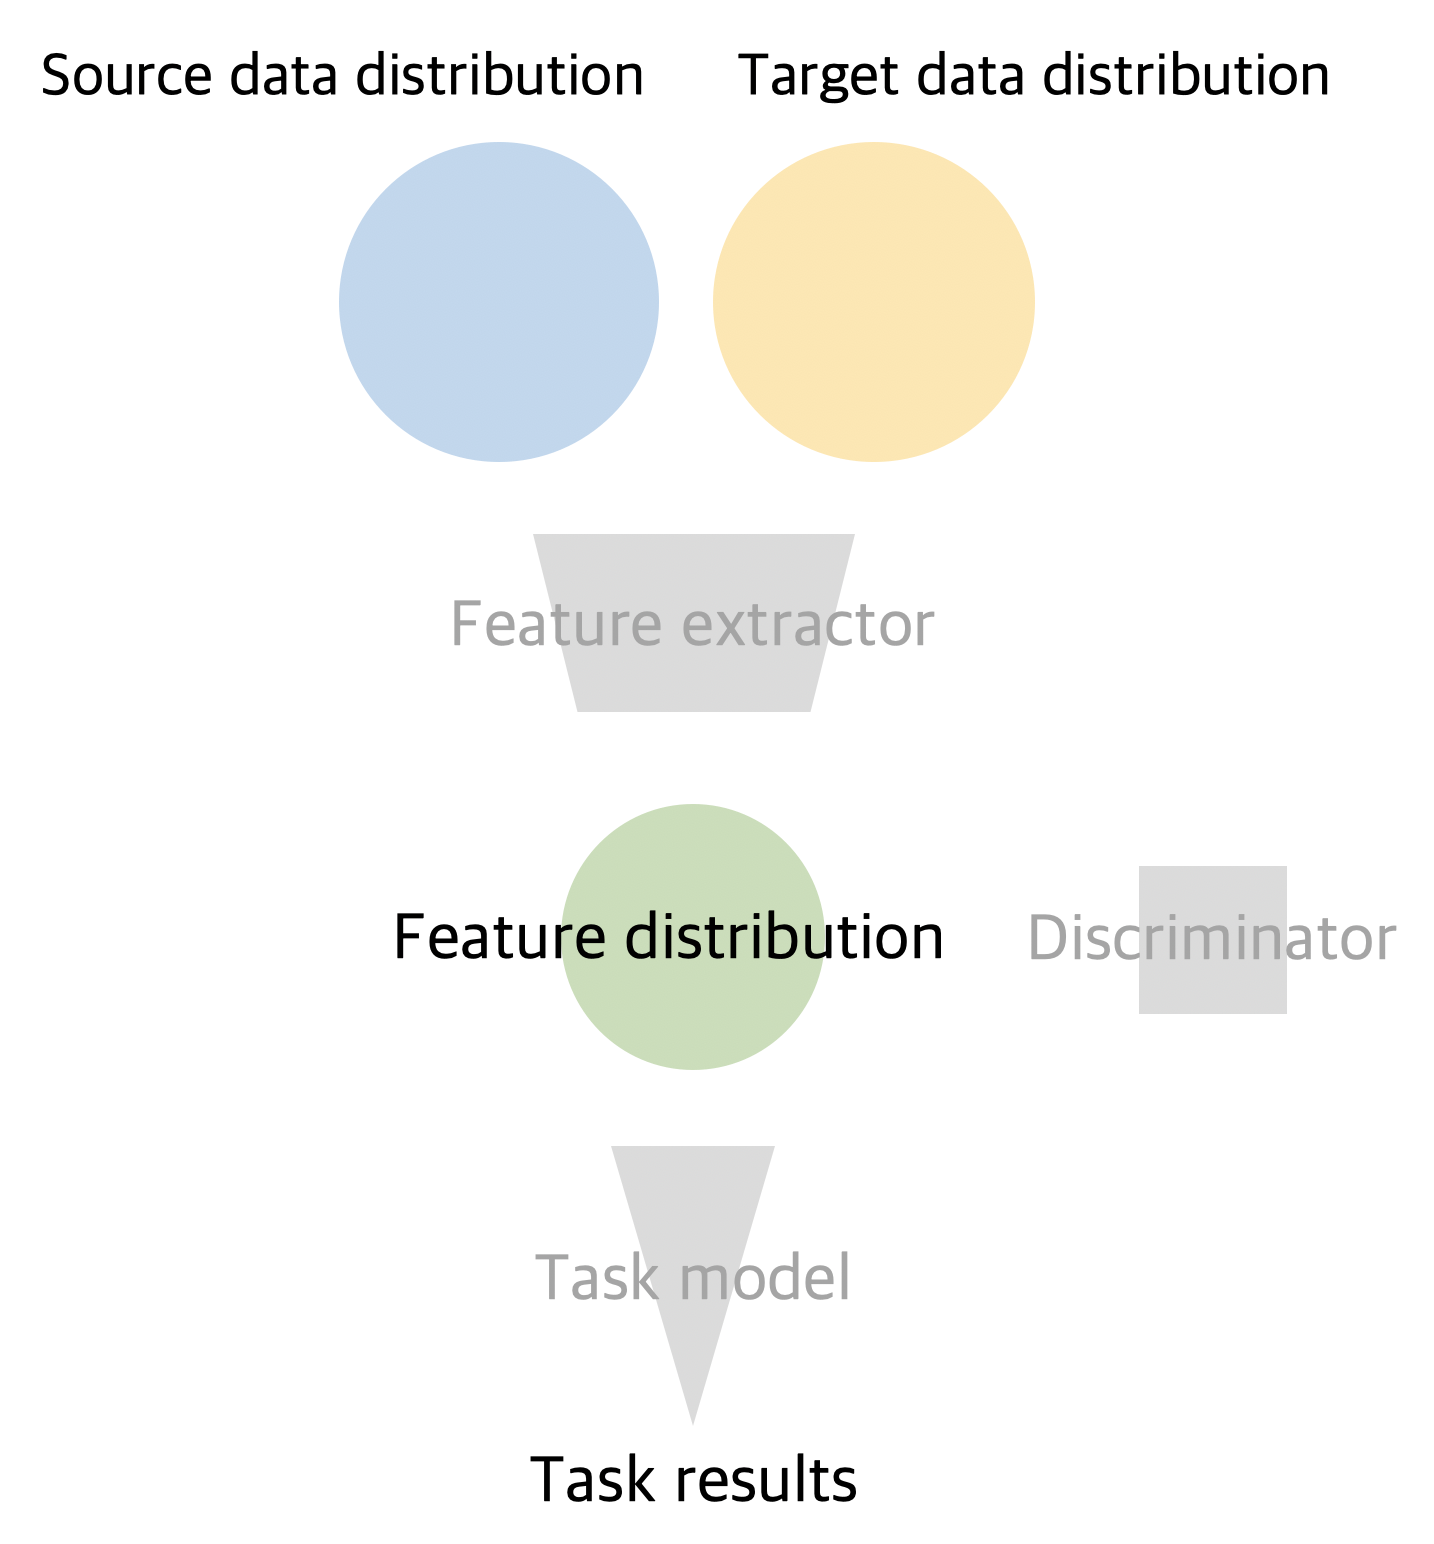 Source data distribution
Target data distribution
Feature extractor
Feature distribution
Discriminator
Task model
Task results